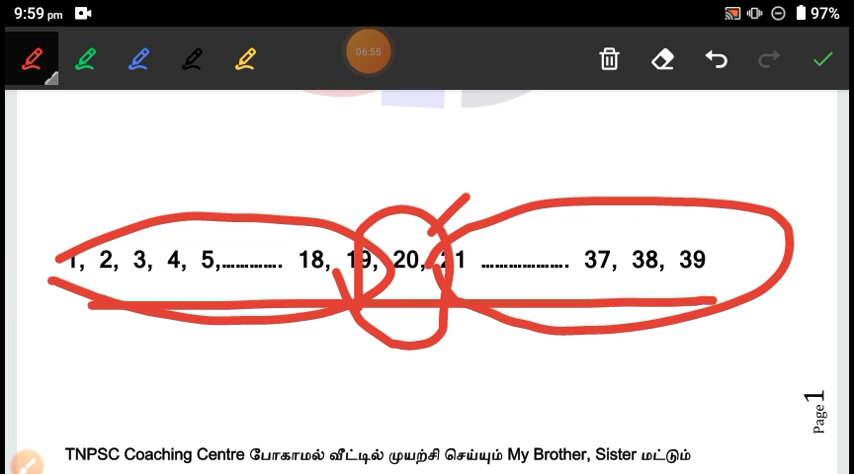 9:59 pm 97%
06:55
1, 2, 3, 4, 5,............. 18, 19, 20, 21 ................... 37, 38, 39
Page 1
TNPSC Coaching Centre போகாமல் வீட்டில் முயற்சி செய்யும் My Brother, Sister மட்டும்